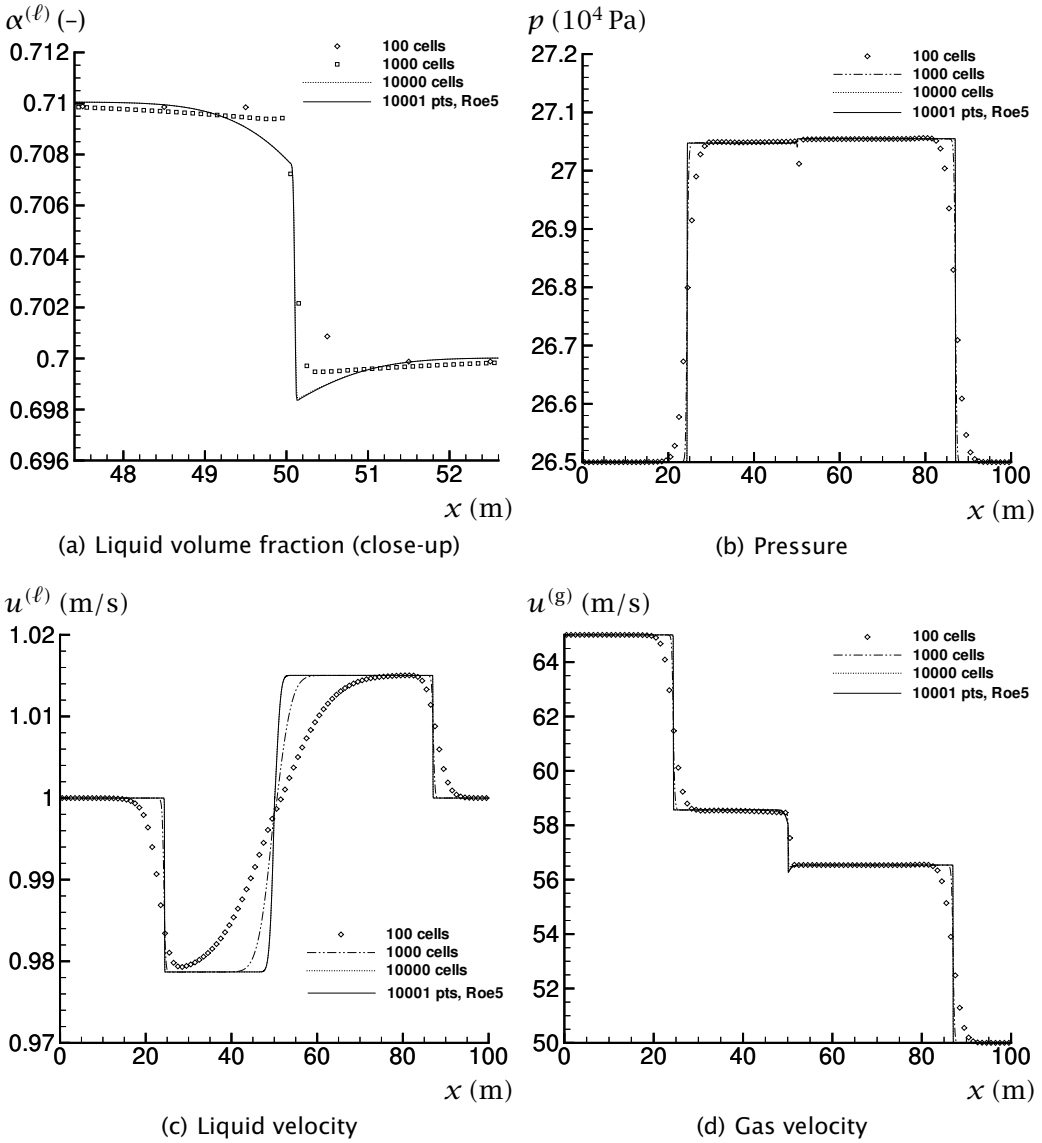 α(ℓ) (–)
0.712
0.71
0.708
0.706
0.704
0.702
0.7
0.698
0.696
48 49 50 51 52
x (m)
100 cells
1000 cells
10000 cells
10001 pts, Roe5
(a) Liquid volume fraction (close-up)
p (10⁴ Pa)
27.2
27.1
27
26.9
26.8
26.7
26.6
26.5
0 20 40 60 80 100
x (m)
100 cells
1000 cells
10000 cells
10001 pts, Roe5
(b) Pressure
u(ℓ) (m/s)
1.02
1.01
1
0.99
0.98
0.97
0 20 40 60 80 100
x (m)
100 cells
1000 cells
10000 cells
10001 pts, Roe5
(c) Liquid velocity
u(g) (m/s)
64
62
60
58
56
54
52
50
0 20 40 60 80 100
x (m)
100 cells
1000 cells
10000 cells
10001 pts, Roe5
(d) Gas velocity